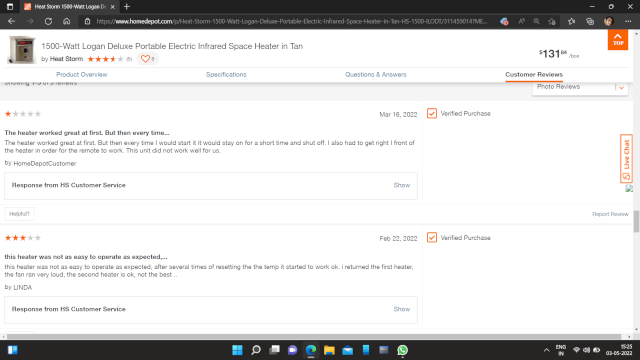 Heat Storm 1500-Watt Logan De
https://www.homedepot.com/p/Heat-Storm-1500-Watt-Logan-Deluxe-Portable-Electric-Infrared-Space-Heater-in-Tan-HS-1500-ILODT/311459014?ME...
1500-Watt Logan Deluxe Portable Electric Infrared Space Heater in Tan
by Heat Storm (5) 8
$131 84 /box
TOP
Product Overview Specifications Questions & Answers Customer Reviews
Showing 1-5 of 5 reviews
Photo Reviews
Mar 16, 2022 Verified Purchase
The heater worked great at first. But then every time...
The heater worked great at first. But then every time I would start it it would stay on for a short time and shut off. I also had to get right I front of
the heater in order for the remote to work. This unit did not work well for us.
by HomeDepotCustomer
Response from HS Customer Service Show
Live Chat
Helpful? Report Review
Feb 22, 2022 Verified Purchase
this heater was not as easy to operate as expected,...
this heater was not as easy to operate as expected, after several times of resetting the the temp it started to work ok. i returned the first heater,
the fan ran very loud, the second heater is ok, not the best ..
by LINDA
Response from HS Customer Service Show
ENG
IN
15:25
03-05-2022